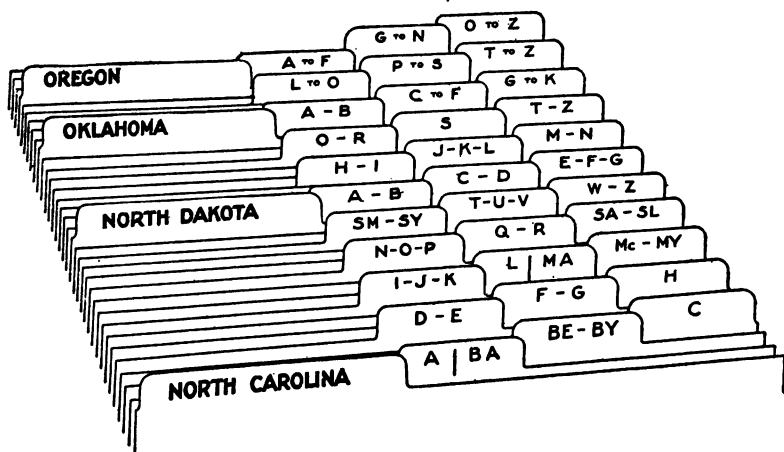 O TO Z
G TO N
A TO F
OREGON
T TO Z
P TO S
L TO O
G TO K
C TO F
A - B
OKLAHOMA
T - Z
S
O - R
M - N
J - K - L
H - I
E - F - G
C - D
A - B
NORTH DAKOTA
W - Z
T - U - V
SM - SY
SA - SL
Q - R
N - O - P
Mc - MY
L | MA
I - J - K
H
F - G
D - E
C
BE - BY
A | BA
NORTH CAROLINA